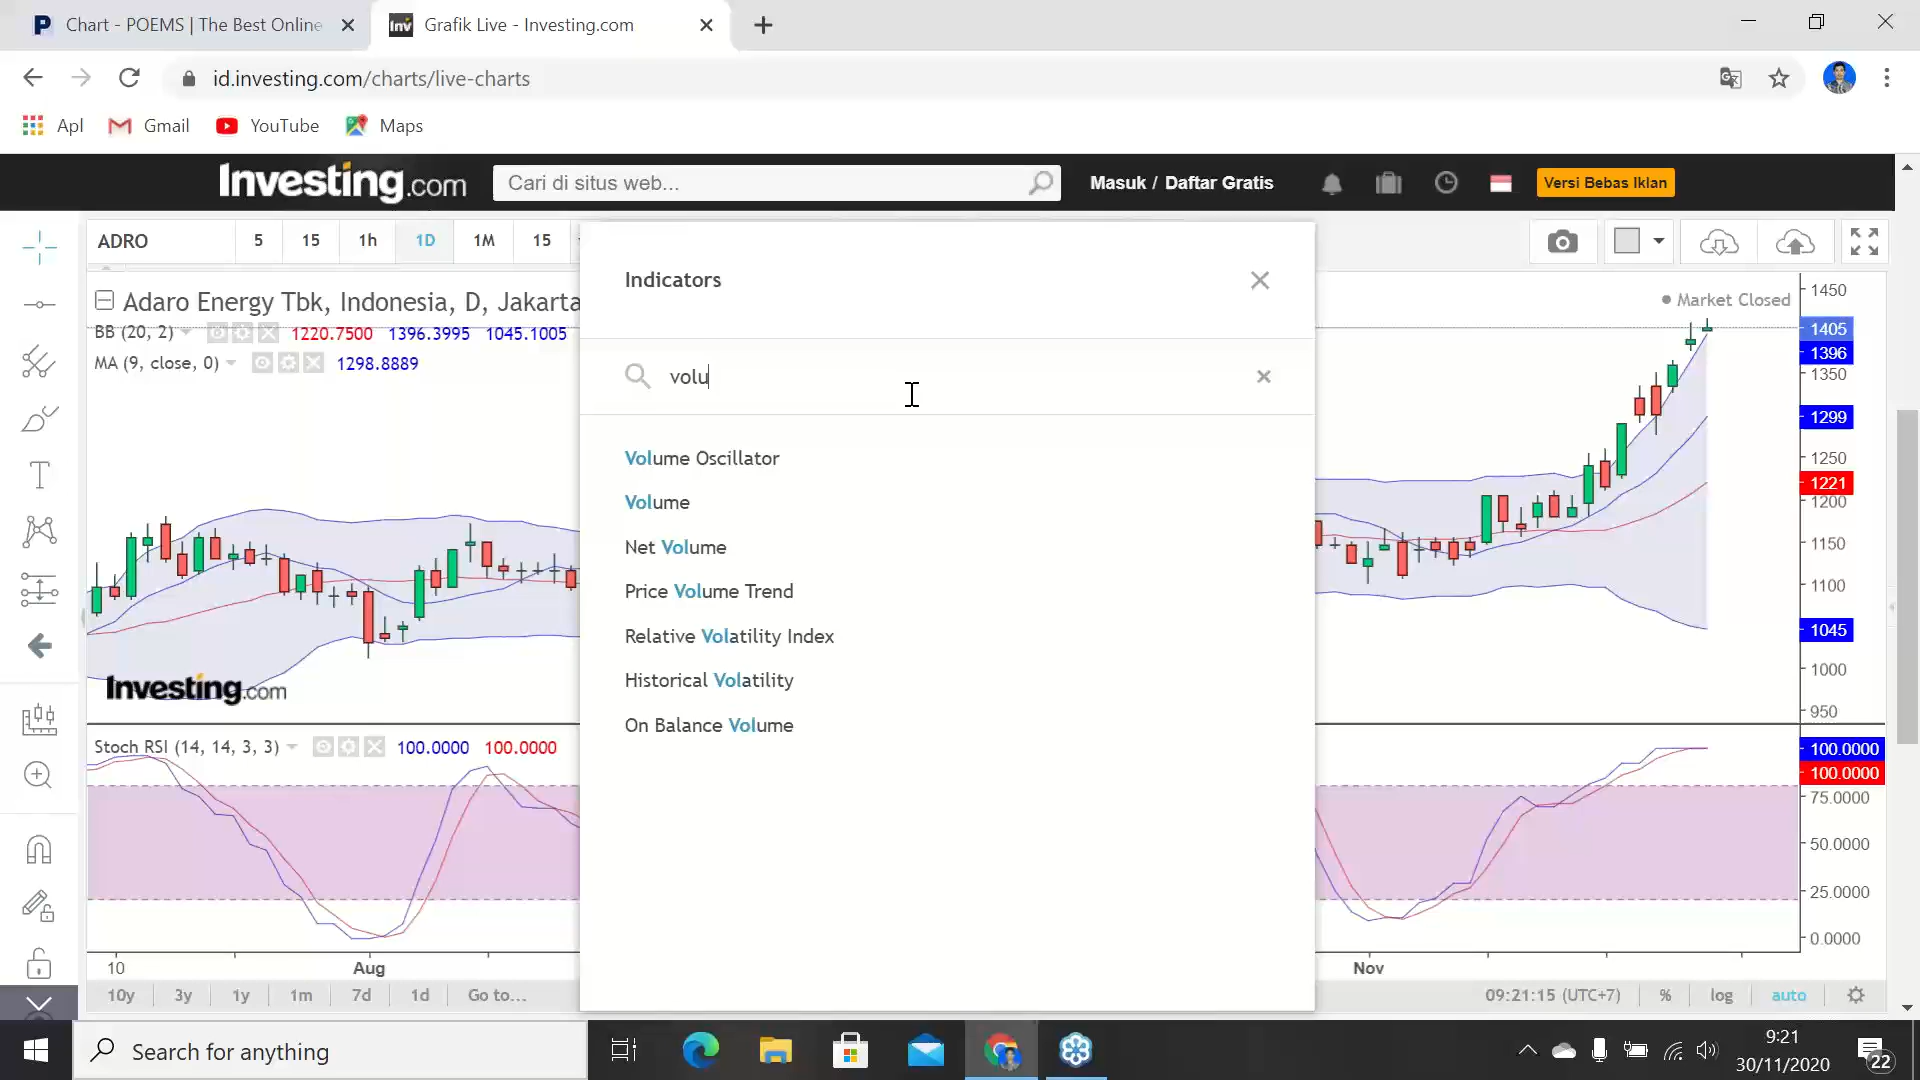 Chart - POEMS | The Best Online
Grafik Live - Investing.com
id.investing.com/charts/live-charts
Apl
Gmail
YouTube
Maps
Investing.com
Cari di situs web...
Masuk / Daftar Gratis
Versi Bebas Iklan
ADRO
5
15
1h
1D
1M
15
Adaro Energy Tbk, Indonesia, D, Jakarta
BB (20, 2)
1220.7500
1396.3995
1045.1005
MA (9, close, 0)
1298.8889
Investing.com
Stoch RSI (14, 14, 3, 3)
100.0000
100.0000
Indicators
volu
Volume Oscillator
Volume
Net Volume
Price Volume Trend
Relative Volatility Index
Historical Volatility
On Balance Volume
Market Closed
1450
1405
1396
1350
1299
1250
1221
1200
1150
1100
1045
1000
950
100.0000
100.0000
75.0000
50.0000
25.0000
0.0000
10
Aug
Nov
10y
3y
1y
1m
7d
1d
Go to...
09:21:15 (UTC+7)
%
log
auto
Search for anything
9:21
30/11/2020
22